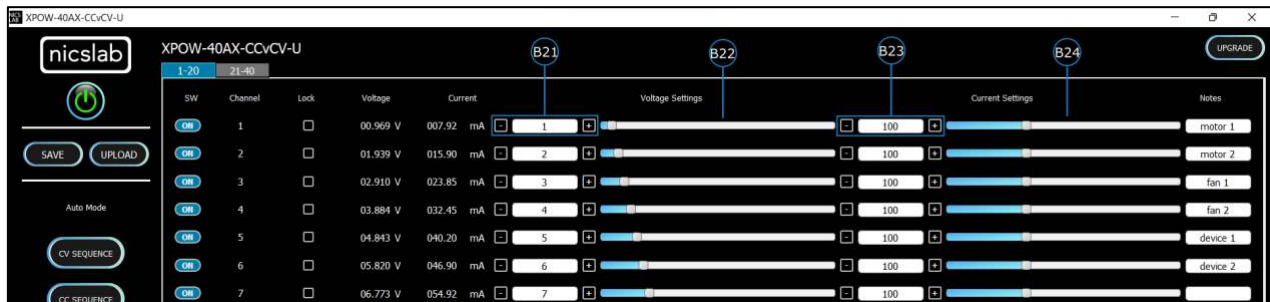 NICS LAB XPOW-40AX-CCvCV-U
nicslab XPOW-40AX-CCvCV-U B21 B22 B23 B24 UPGRADE
1-20 21-40
SW Channel Lock Voltage Current Voltage Settings Current Settings Notes
ON 1 00.969 V 007.92 mA - 1 + - 100 + motor 1
SAVE UPLOAD ON 2 01.939 V 015.90 mA - 2 + - 100 + motor 2
ON 3 02.910 V 023.85 mA - 3 + - 100 + fan 1
Auto Mode ON 4 03.884 V 032.45 mA - 4 + - 100 + fan 2
ON 5 04.843 V 040.20 mA - 5 + - 100 + device 1
CV SEQUENCE ON 6 05.820 V 046.90 mA - 6 + - 100 + device 2
CC SEQUENCE ON 7 06.773 V 054.92 mA - 7 + - 100 +